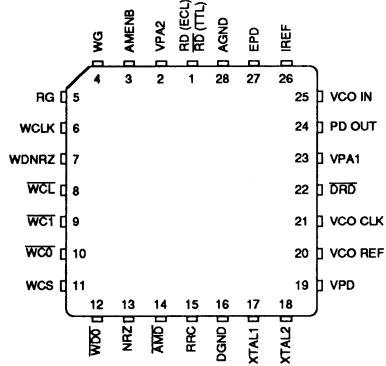 WG
AMENB
VPA2
RD (ECL)
RD (TTL)
AGND
EPD
IREF
4 3 2 1 28 27 26
RG 5
WCLK 6
WDNRZ 7
WCL 8
WC1 9
WC0 10
WCS 11
25 VCO IN
24 PD OUT
23 VPA1
22 DRD
21 VCO CLK
20 VCO REF
19 VPD
12 13 14 15 16 17 18
WD0
NRZ
AMD
RRC
DGND
XTAL1
XTAL2